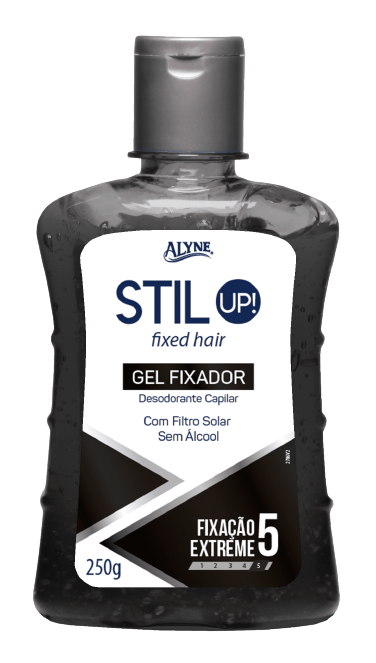 ALYNE®
STIL UP!
fixed hair
GEL FIXADOR
Desodorante Capilar
Com Filtro Solar
Sem Álcool
FIXAÇÃO
EXTREME 5
1 2 3 4 5
250g